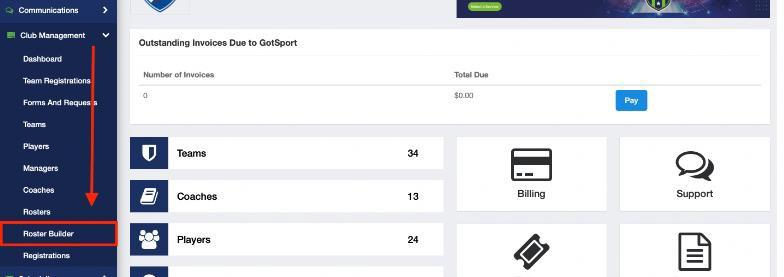 Communications
Club Management
Dashboard
Team Registrations
Forms And Requests
Teams
Players
Managers
Coaches
Rosters
Roster Builder
Registrations
Outstanding Invoices Due to GotSport
Number of Invoices Total Due
0 $0.00 Pay
Teams 34
Coaches 13
Players 24
Billing
Support